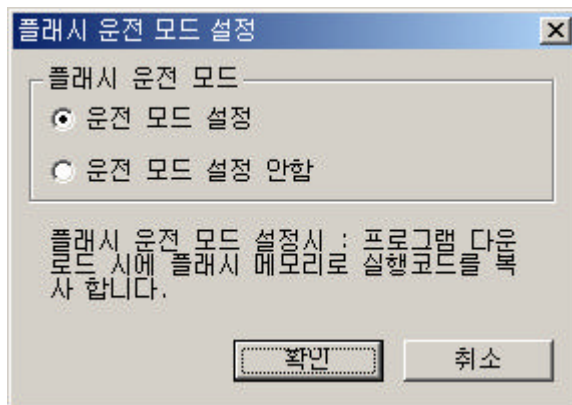 플래시 운전 모드 설정
플래시 운전 모드
운전 모드 설정
운전 모드 설정 안함
플래시 운전 모드 설정시 : 프로그램 다운
로드 시에 플래시 메모리로 실행코드를 복
사 합니다.
확인
취소